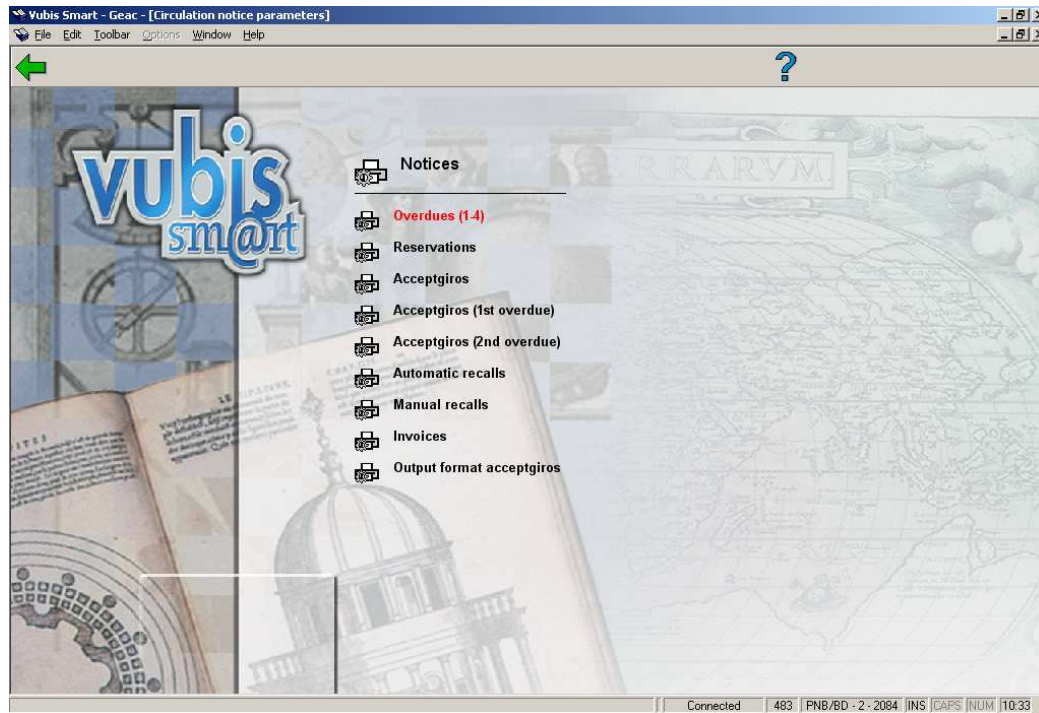 Vubis Smart - Geac - [Circulation notice parameters]
File Edit Toolbar Options Window Help
?
vubis
sm@rt
RARVM
Notices
Overdues (1-4)
Reservations
Acceptgiros
Acceptgiros (1st overdue)
Acceptgiros (2nd overdue)
Automatic recalls
Manual recalls
Invoices
Output format acceptgiros
Connected 483 PNB/BD - 2 - 2084 INS CAPS NUM 10:33